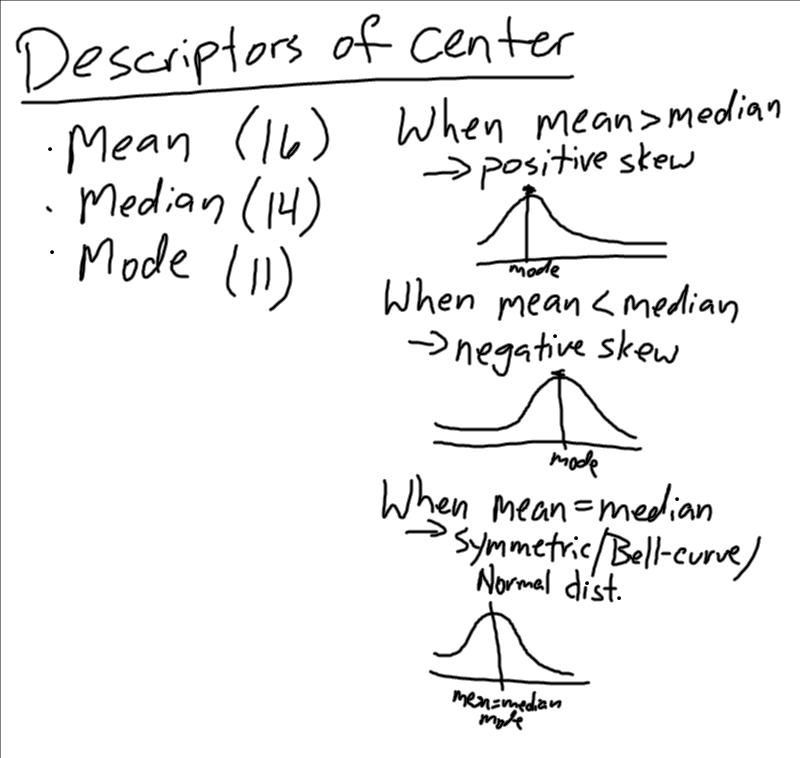 Descriptors of center
· Mean (16)
· Median (14)
· Mode (11)
When mean > median
→ positive skew
mode
When mean < median
→ negative skew
mode
When mean = median
→ Symmetric/Bell-curve/
Normal dist.
mean=median
mode